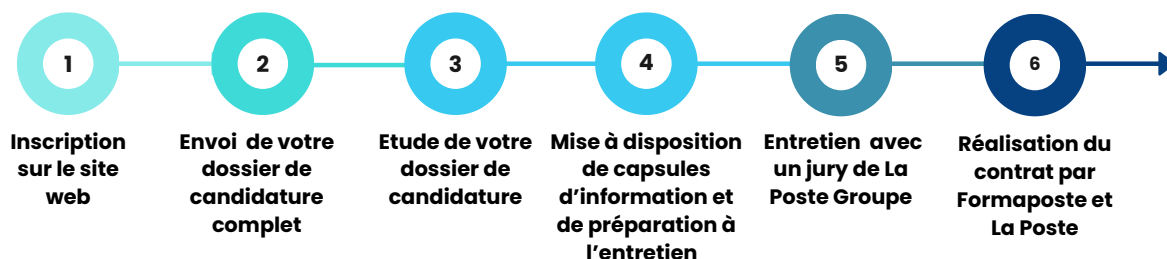 1
Inscription
sur le site
web
2
Envoi de votre
dossier de
candidature
complet
3
Etude de votre
dossier de
candidature
4
Mise à disposition
de capsules
d’information et
de préparation à
l’entretien
5
Entretien avec
un jury de La
Poste Groupe
6
Réalisation du
contrat par
Formaposte et
La Poste